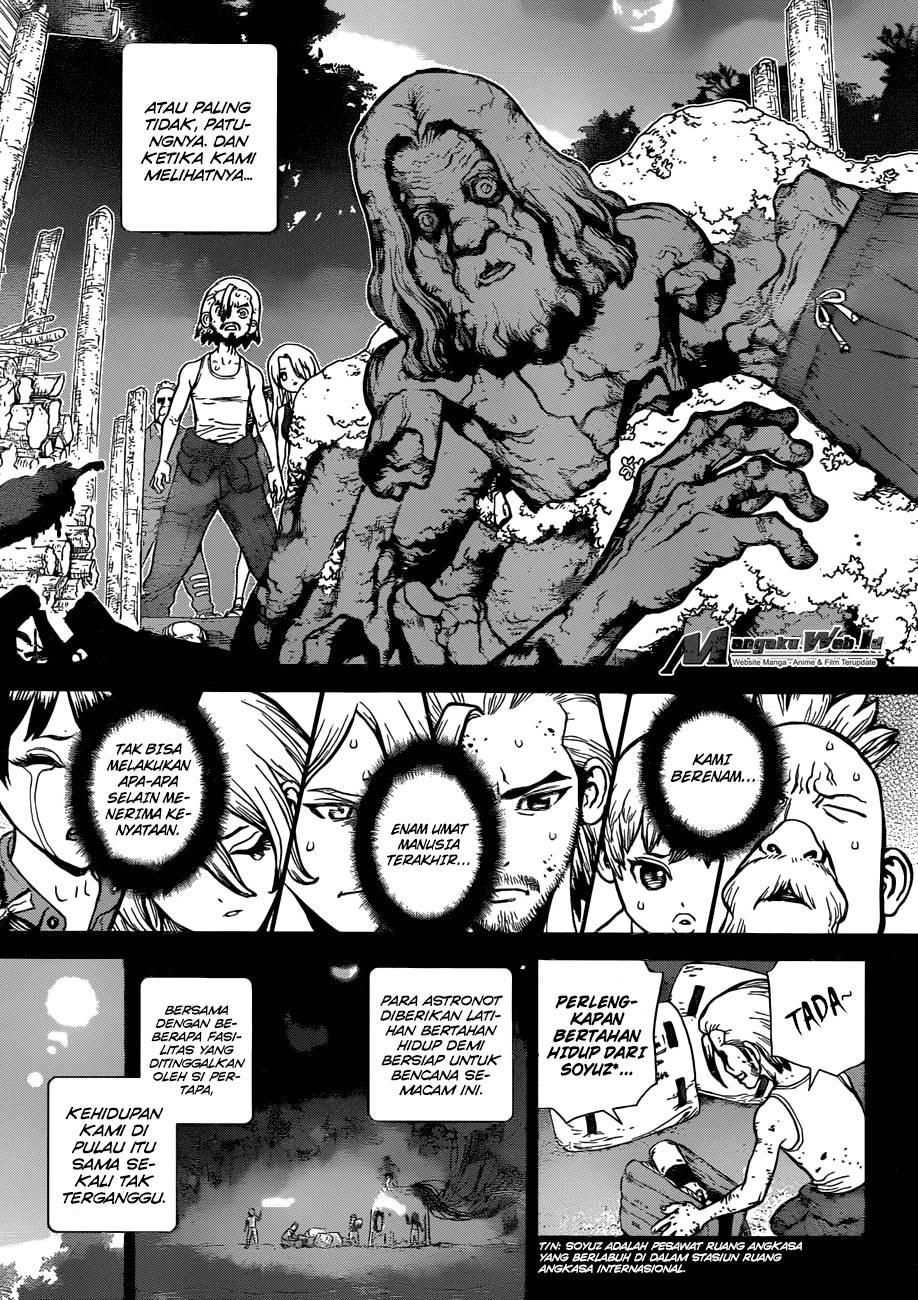 ATAU PALING
TIDAK, PATU-
NGNYA. DAN
KETIKA KAMI
MELIHATNYA...
Mangaku.Web.Id
Website Manga - Anime & Film Terupdate
KAMI
BERENAM...
ENAM UMAT
MANUSIA
TERAKHIR...
TAK BISA
MELAKUKAN
APA-APA
SELAIN ME-
NERIMA KE-
NYATAAN.
TADA~
PERLENG-
KAPAN
BERTAHAN
HIDUP DARI
SOYUZ*...
T/N: SOYUZ ADALAH PESAWAT RUANG ANGKASA
YANG BERLABUH DI DALAM STASIUN RUANG
ANGKASA INTERNASIONAL.
PARA ASTRONOT
DIBERIKAN LATI-
HAN BERTAHAN
HIDUP DEMI
BERSIAP UNTUK
BENCANA SE-
MACAM INI.
BERSAMA
DENGAN BE-
BERAPA FASI-
LITAS YANG
DITINGGALKAN
OLEH SI PER-
TAPA,
KEHIDUPAN
KAMI DI
PULAU ITU
SAMA SE-
KALI TAK
TERGANGGU.